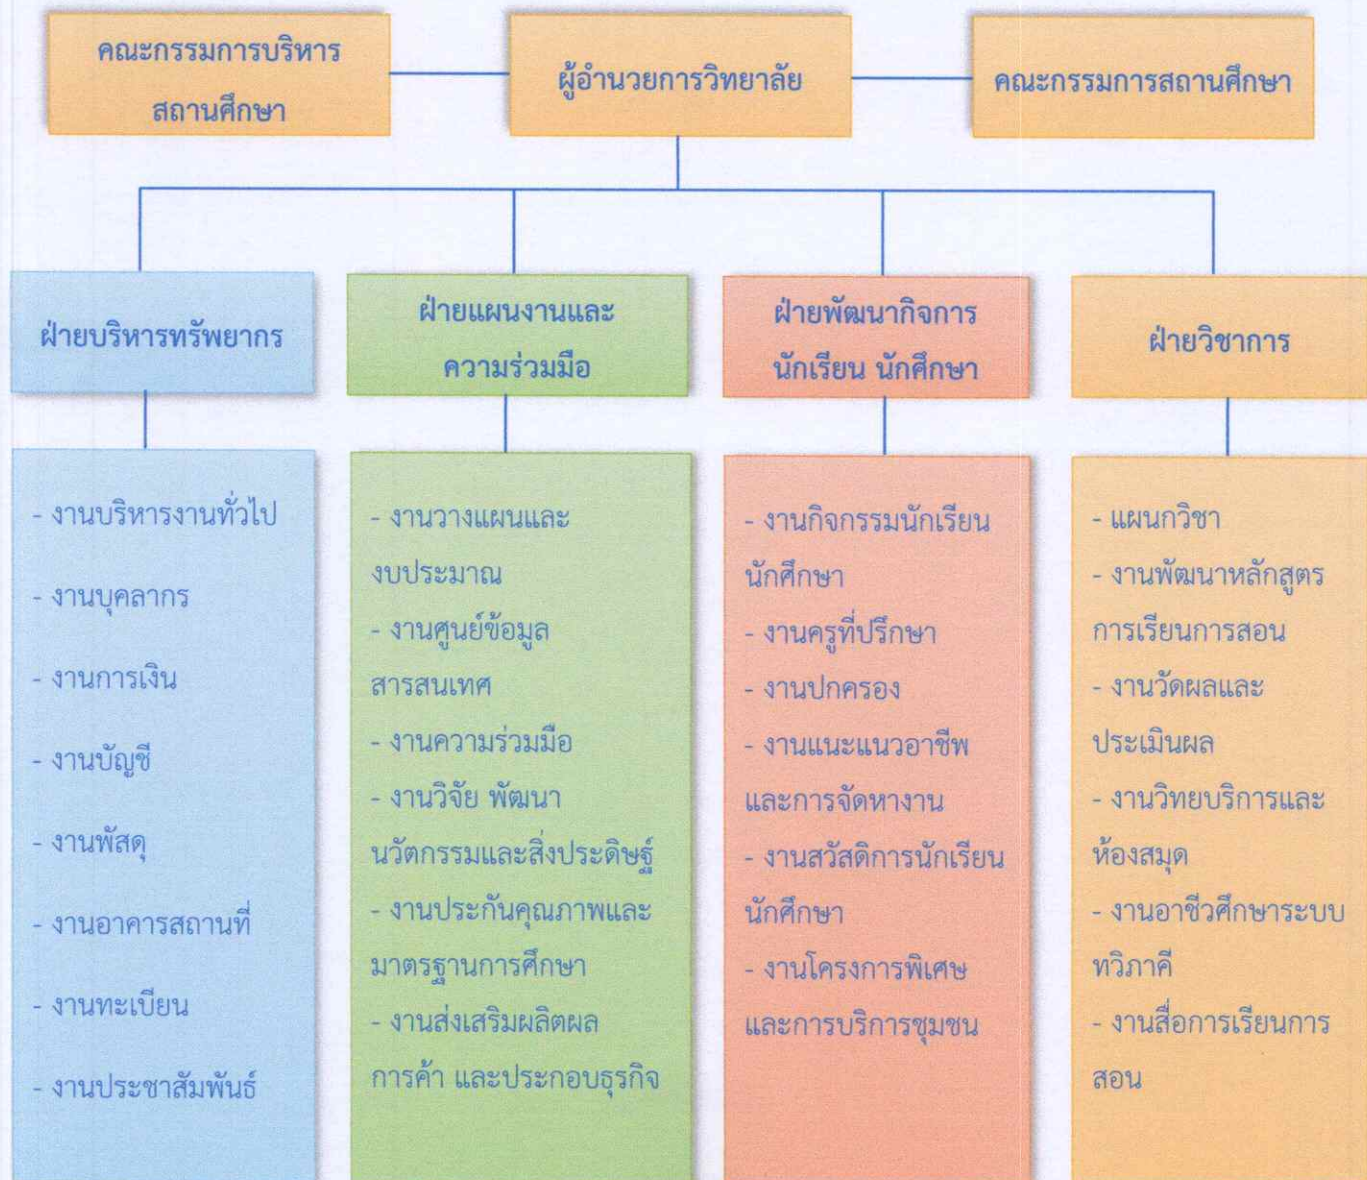 คณะกรรมการบริหาร
สถานศึกษา
ผู้อำนวยการวิทยาลัย
คณะกรรมการสถานศึกษา
ฝ่ายบริหารทรัพยากร
ฝ่ายแผนงานและ
ความร่วมมือ
ฝ่ายพัฒนากิจการ
นักเรียน นักศึกษา
ฝ่ายวิชาการ
- งานบริหารงานทั่วไป
- งานบุคลากร
- งานการเงิน
- งานบัญชี
- งานพัสดุ
- งานอาคารสถานที่
- งานทะเบียน
- งานประชาสัมพันธ์
- งานวางแผนและ
งบประมาณ
- งานศูนย์ข้อมูล
สารสนเทศ
- งานความร่วมมือ
- งานวิจัย พัฒนา
นวัตกรรมและสิ่งประดิษฐ์
- งานประกันคุณภาพและ
มาตรฐานการศึกษา
- งานส่งเสริมผลิตผล
การค้า และประกอบธุรกิจ
- งานกิจกรรมนักเรียน
นักศึกษา
- งานครูที่ปรึกษา
- งานปกครอง
- งานแนะแนวอาชีพ
และการจัดหางาน
- งานสวัสดิการนักเรียน
นักศึกษา
- งานโครงการพิเศษ
และการบริการชุมชน
- แผนกวิชา
- งานพัฒนาหลักสูตร
การเรียนการสอน
- งานวัดผลและ
ประเมินผล
- งานวิทยบริการและ
ห้องสมุด
- งานอาชีวศึกษาระบบ
ทวิภาคี
- งานสื่อการเรียนการ
สอน